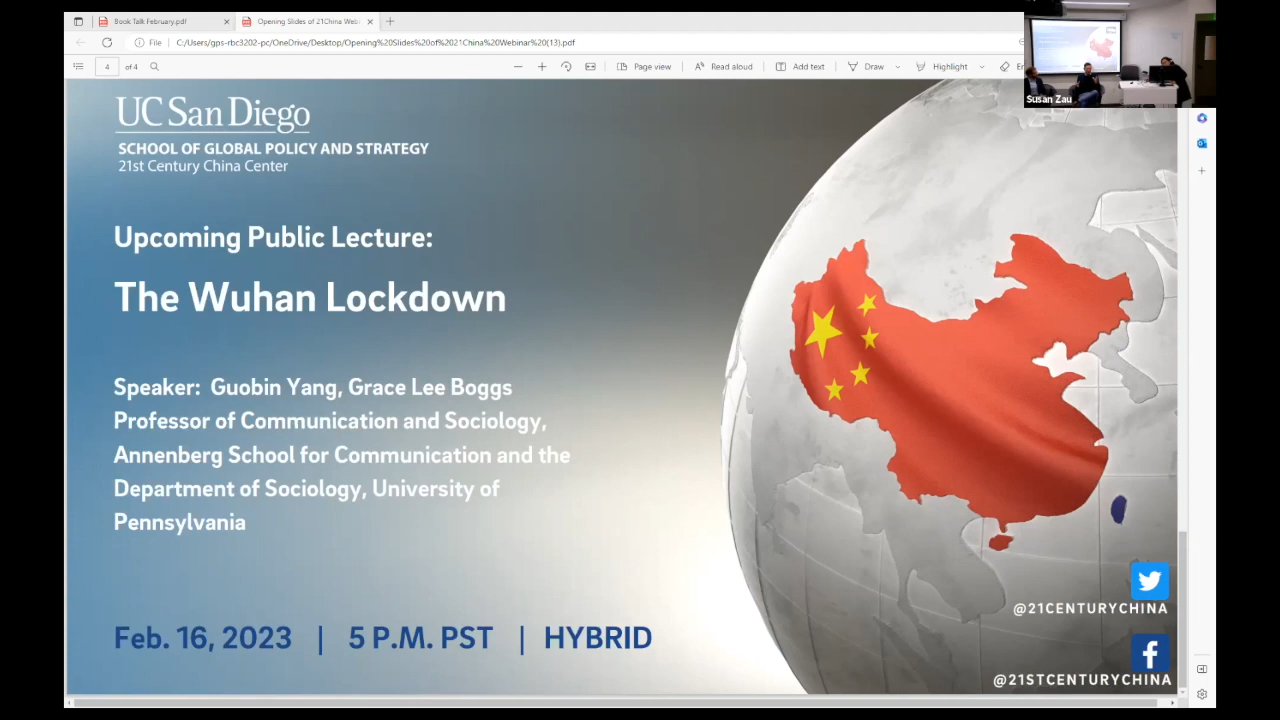 Book Talk February.pdf
Opening Slides of 21China Web
File
C:/Users/gps-rbc3202-pc/OneDrive/Desktop/Opening%20Slides%20of%2021China%20Webinar%20(13).pdf
4
of 4
Page view
Read aloud
Add text
Draw
Highlight
Susan Zau
UC San Diego
SCHOOL OF GLOBAL POLICY AND STRATEGY
21st Century China Center
Upcoming Public Lecture:
The Wuhan Lockdown
Speaker: Guobin Yang, Grace Lee Boggs
Professor of Communication and Sociology,
Annenberg School for Communication and the
Department of Sociology, University of
Pennsylvania
Feb. 16, 2023 | 5 P.M. PST | HYBRID
@21CENTURYCHINA
@21STCENTURYCHINA